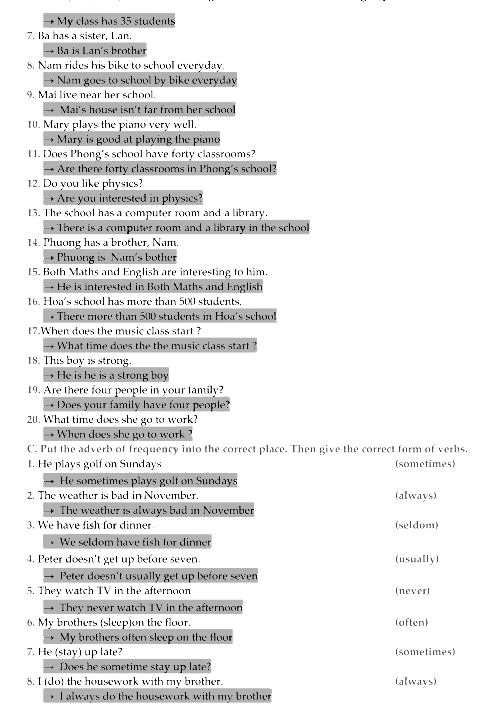 → My class has 35 students
7. Ba has a sister, Lan.
→ Ba is Lan's brother
8. Nam rides his bike to school everyday.
→ Nam goes to school by bike everyday
9. Mai live near her school.
→ Mai's house isn't far from her school
10. Mary plays the piano very well.
→ Mary is good at playing the piano
11. Does Phong's school have forty classrooms?
→ Are there forty classrooms in Phong's school?
12. Do you like physics?
→ Are you interested in physics?
13. The school has a computer room and a library.
→ There is a computer room and a library in the school
14. Phuong has a brother, Nam.
→ Phuong is Nam's bother
15. Both Maths and English are interesting to him.
→ He is interested in Both Maths and English
16. Hoa's school has more than 500 students.
→ There more than 500 students in Hoa's school
17.When does the music class start ?
→ What time does the the music class start ?
18. This boy is strong.
→ He is he is a strong boy
19. Are there four people in your family?
→ Does your family have four people?
20. What time does she go to work?
→ When does she go to work ?
C. Put the adverb of frequency into the correct place. Then give the correct form of verbs.
1. He plays golf on Sundays (sometimes)
→ He sometimes plays golf on Sundays
2. The weather is bad in November. (always)
→ The weather is always bad in November
3. We have fish for dinner (seldom)
→ We seldom have fish for dinner
4. Peter doesn't get up before seven. (usually)
→ Peter doesn't usually get up before seven
5. They watch TV in the afternoon (never)
→ They never watch TV in the afternoon
6. My brothers (sleep)on the floor. (often)
→ My brothers often sleep on the floor
7. He (stay) up late? (sometimes)
→ Does he sometime stay up late?
8. I (do) the housework with my brother. (always)
→ I always do the housework with my brother